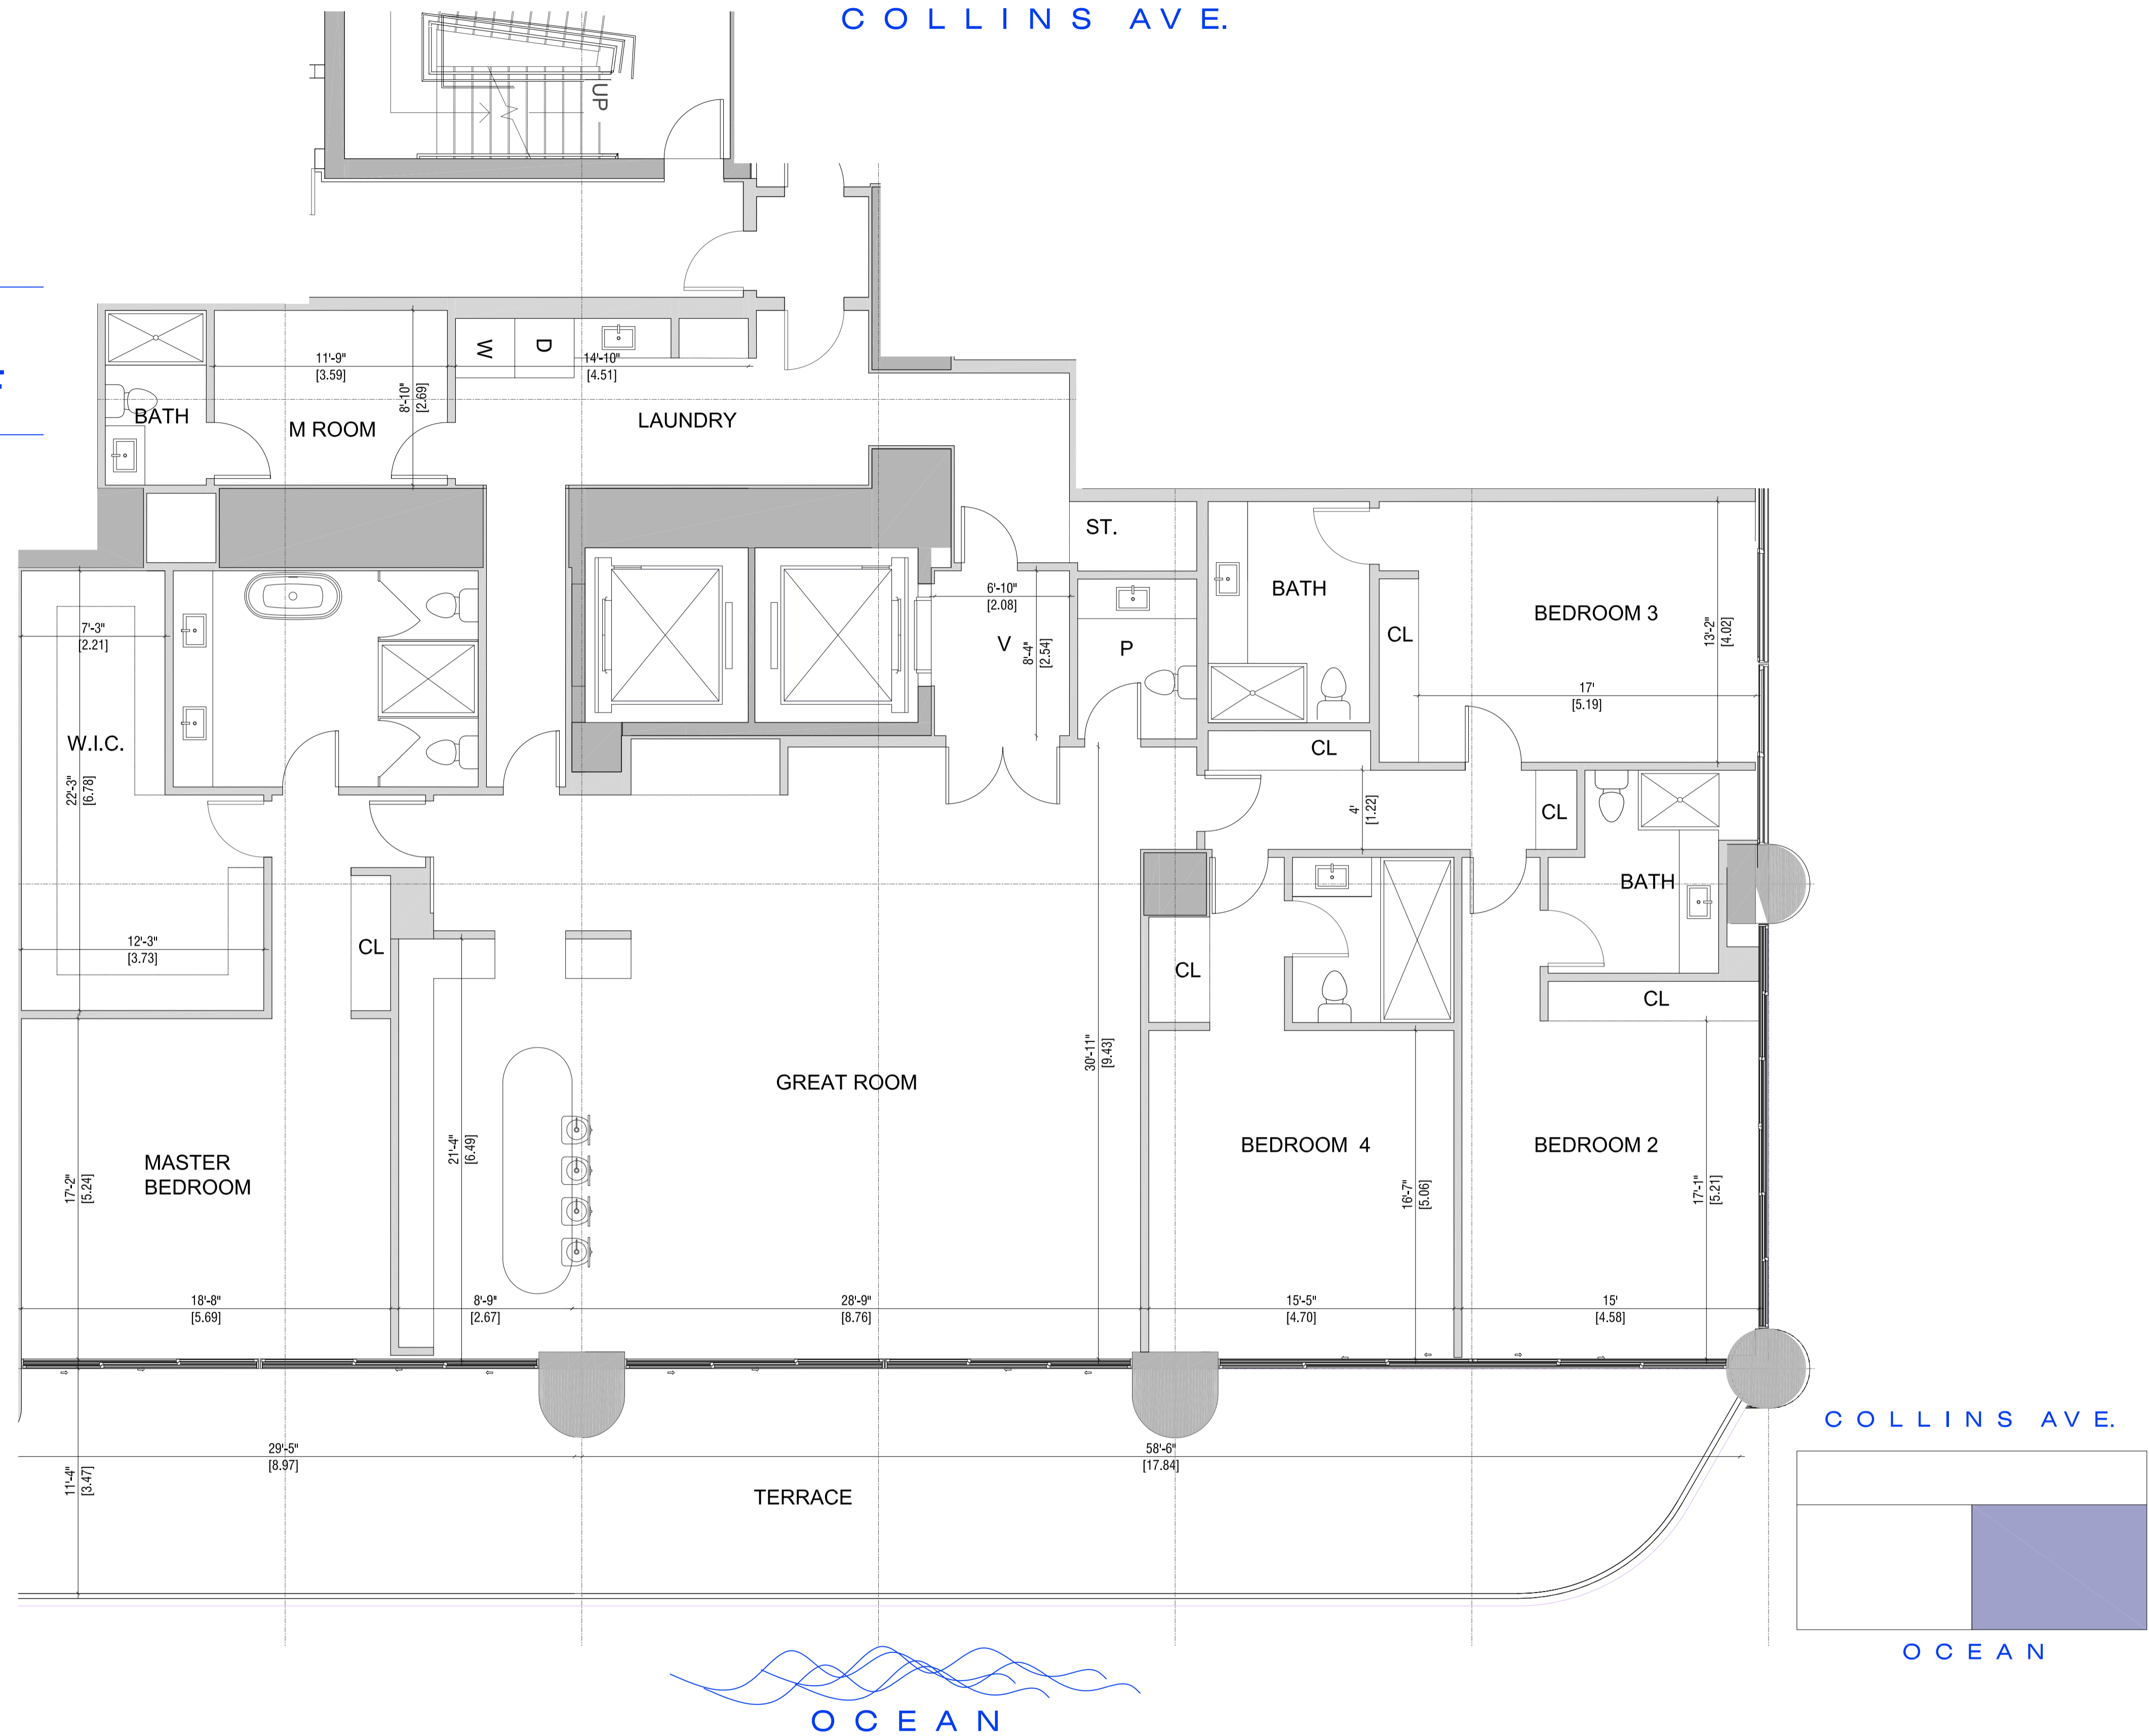 COLLINS AVE.
UP
W
D
11'-9"
[3.59]
14'-10"
[4.51]
8'-10"
[2.69]
BATH
M ROOM
LAUNDRY
ST.
6'-10"
[2.08]
BATH
BEDROOM 3
7'-3"
[2.21]
V
8'-4"
[2.54]
P
CL
13'-2"
[4.02]
17'
[5.19]
W.I.C.
22'-3"
[6.78]
CL
4'
[1.22]
CL
BATH
12'-3"
[3.73]
CL
CL
CL
30'-11"
[9.43]
GREAT ROOM
21'-4"
[6.49]
BEDROOM 4
BEDROOM 2
MASTER
BEDROOM
17'-2"
[5.24]
16'-7"
[5.06]
17'-1"
[5.21]
18'-8"
[5.69]
8'-9"
[2.67]
28'-9"
[8.76]
15'-5"
[4.70]
15'
[4.58]
29'-5"
[8.97]
58'-6"
[17.84]
11'-4"
[3.47]
TERRACE
COLLINS AVE.
OCEAN
OCEAN